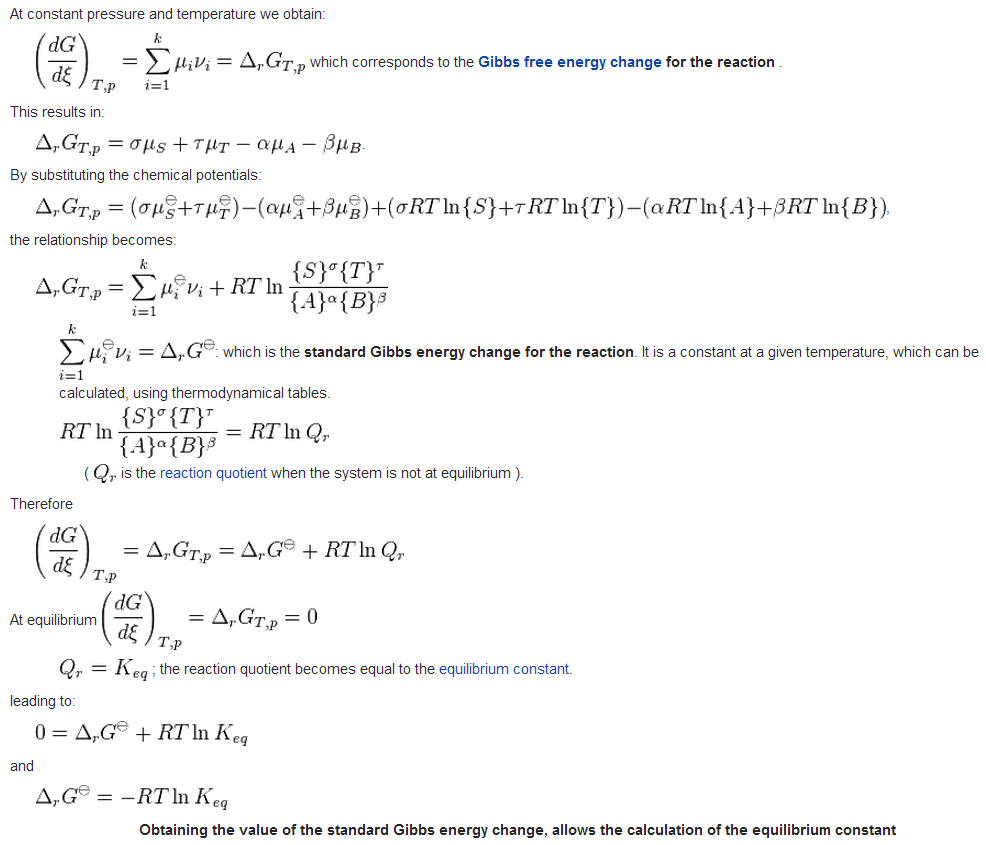 At constant pressure and temperature we obtain:
$\left(\frac{dG}{d\xi}\right)_{T,p} = \sum_{i=1}^{k} \mu_i \nu_i = \Delta_r G_{T,p}$ which corresponds to the Gibbs free energy change for the reaction .
This results in:
$\Delta_r G_{T,p} = \sigma\mu_S + \tau\mu_T - \alpha\mu_A - \beta\mu_B$.
By substituting the chemical potentials:
$\Delta_r G_{T,p} = (\sigma\mu_S^{\ominus} + \tau\mu_T^{\ominus}) - (\alpha\mu_A^{\ominus} + \beta\mu_B^{\ominus}) + (\sigma RT \ln\{S\} + \tau RT \ln\{T\}) - (\alpha RT \ln\{A\} + \beta RT \ln\{B\})$,
the relationship becomes:
$\Delta_r G_{T,p} = \sum_{i=1}^{k} \mu_i^{\ominus} \nu_i + RT \ln \frac{\{S\}^{\sigma} \{T\}^{\tau}}{\{A\}^{\alpha} \{B\}^{\beta}}$
$\sum_{i=1}^{k} \mu_i^{\ominus} \nu_i = \Delta_r G^{\ominus}$: which is the standard Gibbs energy change for the reaction. It is a constant at a given temperature, which can be
calculated, using thermodynamical tables.
$RT \ln \frac{\{S\}^{\sigma} \{T\}^{\tau}}{\{A\}^{\alpha} \{B\}^{\beta}} = RT \ln Q_r$
( $Q_r$ is the reaction quotient when the system is not at equilibrium ).
Therefore
$\left(\frac{dG}{d\xi}\right)_{T,p} = \Delta_r G_{T,p} = \Delta_r G^{\ominus} + RT \ln Q_r$
At equilibrium $\left(\frac{dG}{d\xi}\right)_{T,p} = \Delta_r G_{T,p} = 0$
$Q_r = K_{eq}$ ; the reaction quotient becomes equal to the equilibrium constant.
leading to:
$0 = \Delta_r G^{\ominus} + RT \ln K_{eq}$
and
$\Delta_r G^{\ominus} = -RT \ln K_{eq}$
Obtaining the value of the standard Gibbs energy change, allows the calculation of the equilibrium constant